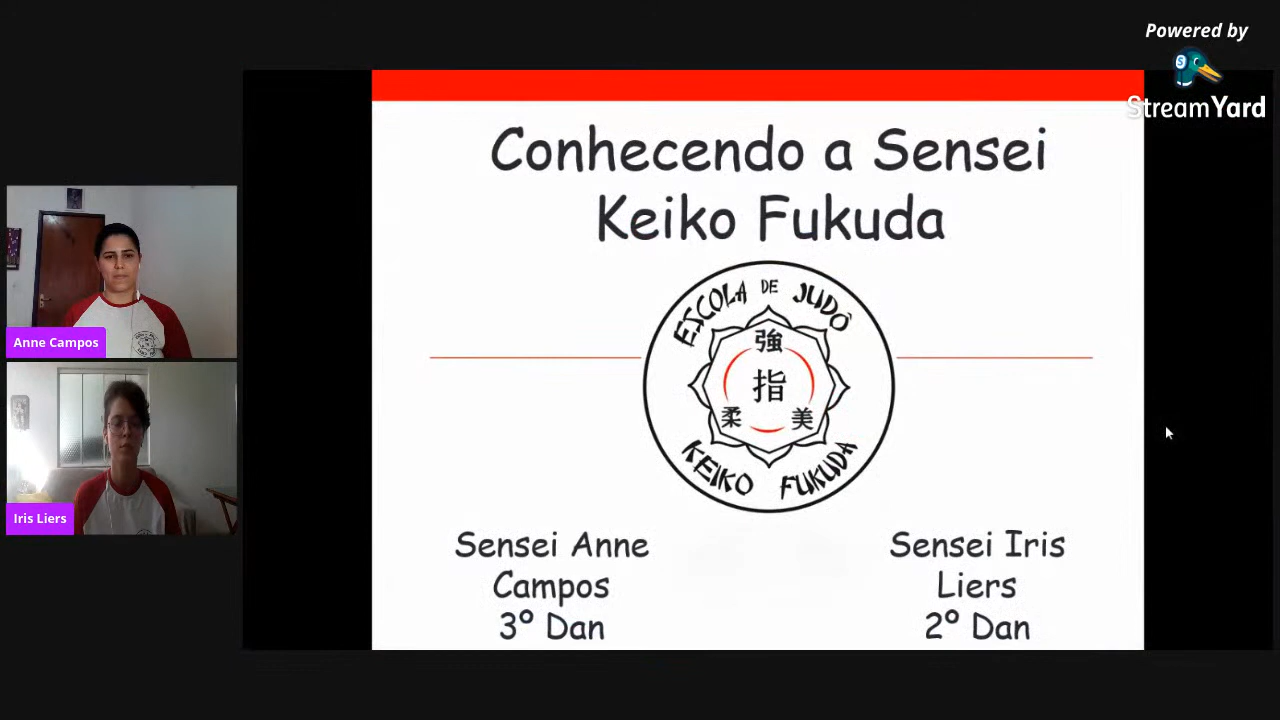 Powered by
StreamYard
Conhecendo a Sensei
Keiko Fukuda
ESCOLA DE JUDÔ
強
指
柔 美
KEIKO FUKUDA
Sensei Anne
Campos
3º Dan
Sensei Iris
Liers
2º Dan
Anne Campos
Iris Liers